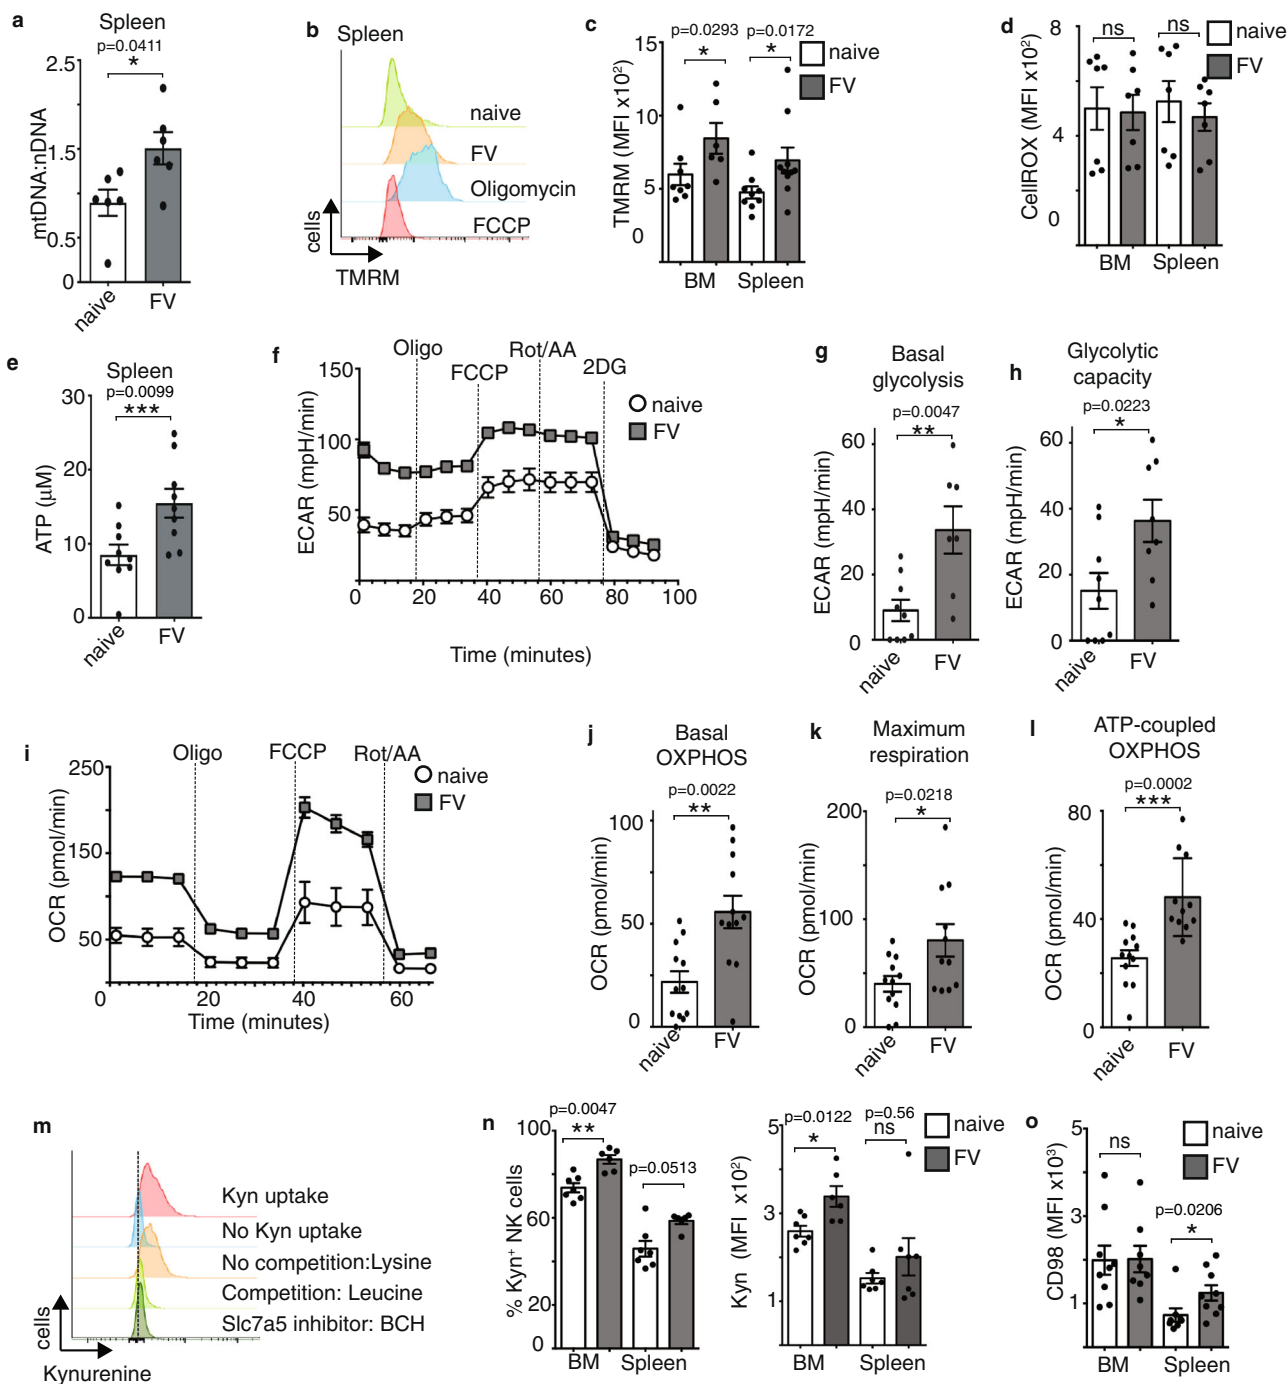 a
Spleen
p=0.0411
*
mtDNA:nDNA
2.5
1.5
0.5
0
naive
FV
b
Spleen
naive
FV
Oligomycin
FCCP
cells
TMRM
c
p=0.0293
p=0.0172
*
*
naive
FV
TMRM (MFI x10²)
15
10
5
0
BM
Spleen
d
ns
ns
naive
FV
CellROX (MFI x10²)
8
4
0
BM
Spleen
e
Spleen
p=0.0099
***
ATP (µM)
30
20
10
0
naive
FV
f
Oligo
FCCP
Rot/AA
2DG
naive
FV
ECAR (mpH/min)
150
100
50
0
20
40
60
80
100
Time (minutes)
g
Basal
glycolysis
p=0.0047
**
ECAR (mpH/min)
60
40
20
0
naive
FV
h
Glycolytic
capacity
p=0.0223
*
ECAR (mpH/min)
60
40
20
0
naive
FV
i
Oligo
FCCP
Rot/AA
naive
FV
OCR (pmol/min)
250
150
50
0
20
40
60
Time (minutes)
j
Basal
OXPHOS
p=0.0022
**
OCR (pmol/min)
100
50
0
naive
FV
k
Maximum
respiration
p=0.0218
*
OCR (pmol/min)
200
100
0
naive
FV
l
ATP-coupled
OXPHOS
p=0.0002
***
OCR (pmol/min)
80
40
0
naive
FV
m
Kyn uptake
No Kyn uptake
No competition:Lysine
Competition: Leucine
Slc7a5 inhibitor: BCH
cells
Kynurenine
n
p=0.0047
**
p=0.0513
% Kyn⁺ NK cells
100
60
20
0
BM
Spleen
p=0.0122
*
p=0.56
ns
naive
FV
Kyn (MFI x10²)
5
3
1
BM
Spleen
o
ns
p=0.0206
*
naive
FV
CD98 (MFI x10³)
5
3
1
BM
Spleen